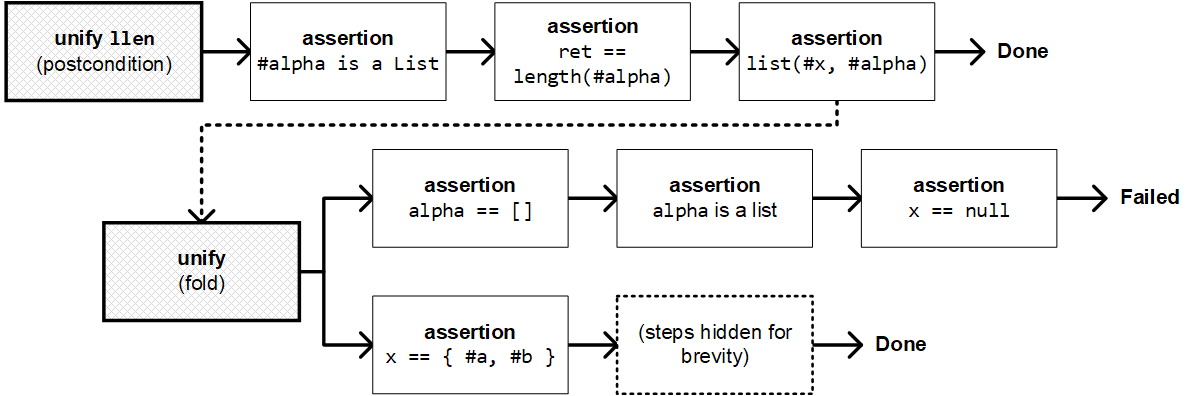 unify llen
(postcondition)
assertion
#alpha is a List
assertion
ret ==
length(#alpha)
assertion
list(#x, #alpha)
Done
unify
(fold)
assertion
alpha == []
assertion
alpha is a list
assertion
x == null
Failed
assertion
x == { #a, #b }
(steps hidden for
brevity)
Done